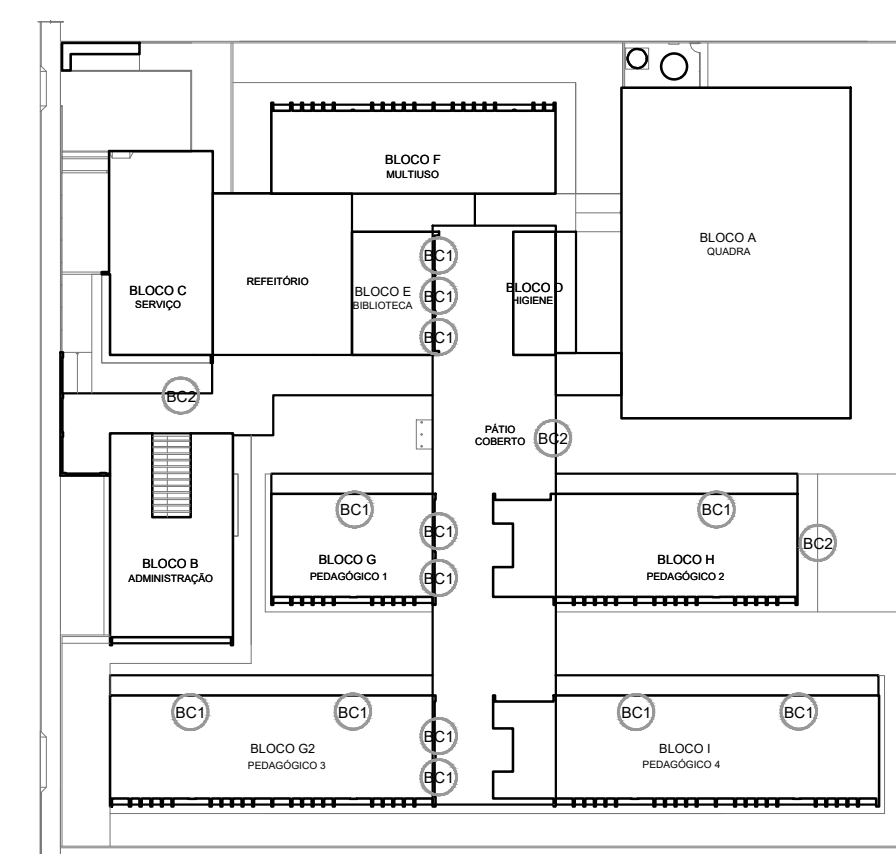 BLOCO F
MULTIUSO
BLOCO A
QUADRA
BC1
BLOCO C
SERVIÇO
REFEITÓRIO
BLOCO E
BIBLIOTECA
BC1
BLOCO D
HIGIENE
BC1
BC2
PÁTIO
COBERTO
BC2
BC1
BC1
BC1
BC2
BLOCO B
ADMINISTRAÇÃO
BLOCO G
PEDAGÓGICO 1
BC1
BLOCO H
PEDAGÓGICO 2
BC1
BC1
BC1
BC1
BC1
BLOCO G2
PEDAGÓGICO 3
BLOCO I
PEDAGÓGICO 4
BC1